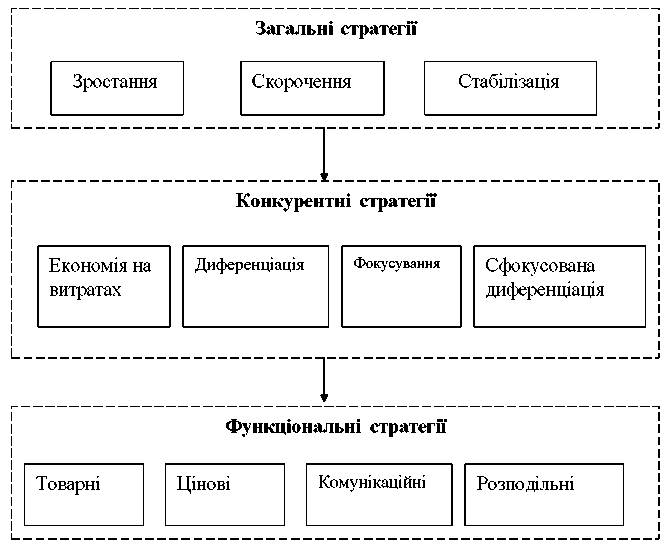 Загальні стратегії
Зростання
Скорочення
Стабілізація
Конкурентні стратегії
Економія на
витратах
Диференціація
Фокусування
Сфокусована
диференціація
Функціональні стратегії
Товарні
Цінові
Комунікаційні
Розподільні